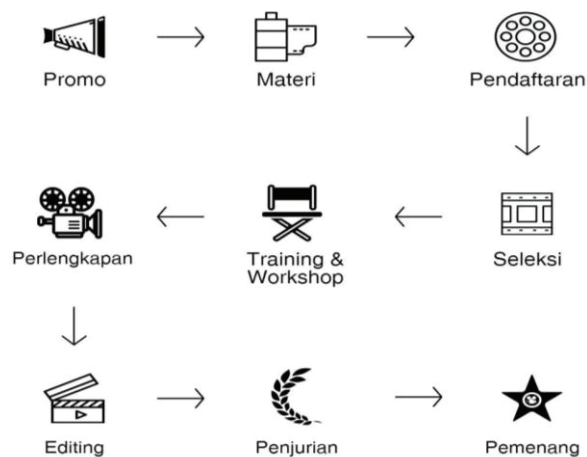 Promo
Materi
Pendaftaran
Seleksi
Training &
Workshop
Perlengkapan
Editing
Penjurian
Pemenang